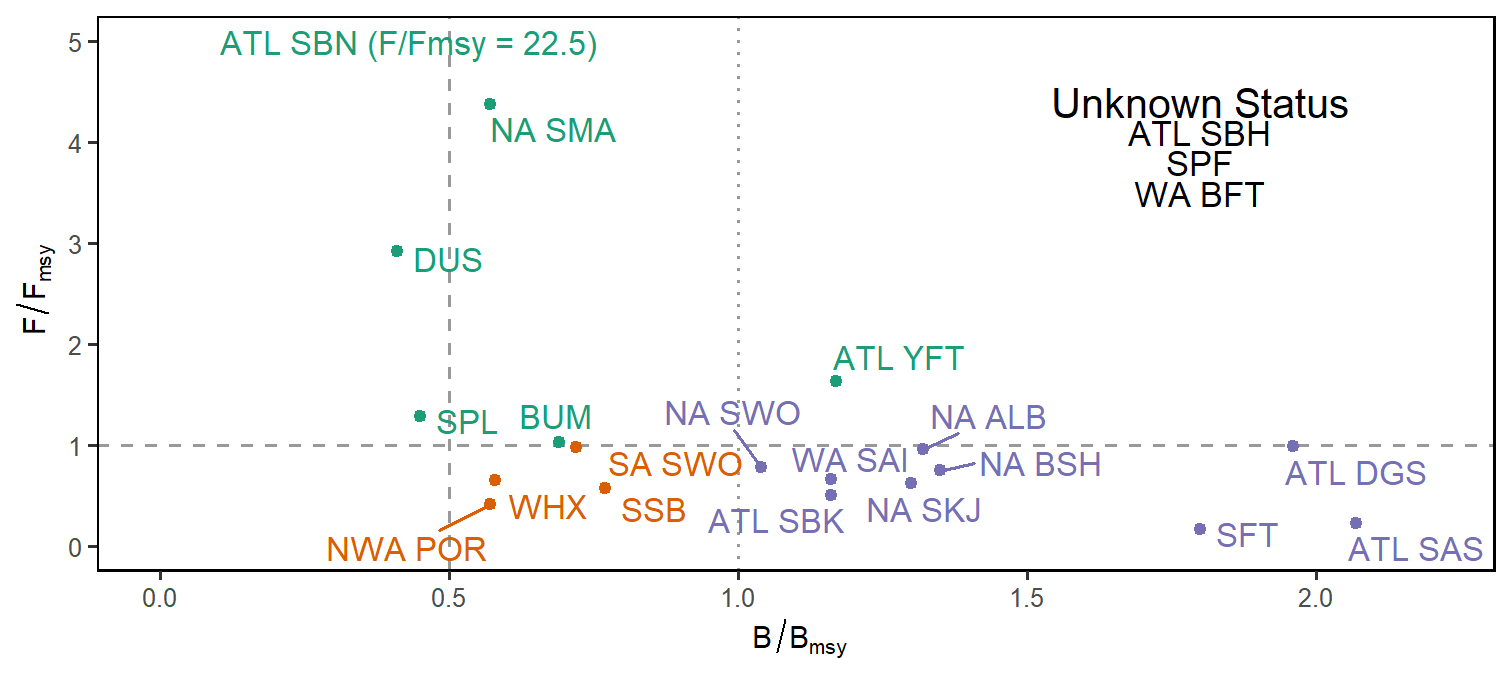 ATL SBN (F/Fmsy = 22.5)
NA SMA
Unknown Status
ATL SBH
SPF
WA BFT
DUS
ATL YFT
SPL
BUM
NA SWO
NA ALB
SA SWO
WA SAI
NA BSH
ATL DGS
WHX
SSB
ATL SBK
NA SKJ
SFT
NWA POR
ATL SAS
5
4
3
2
1
0
F/Fmsy
0.0
0.5
1.0
1.5
2.0
B/Bmsy